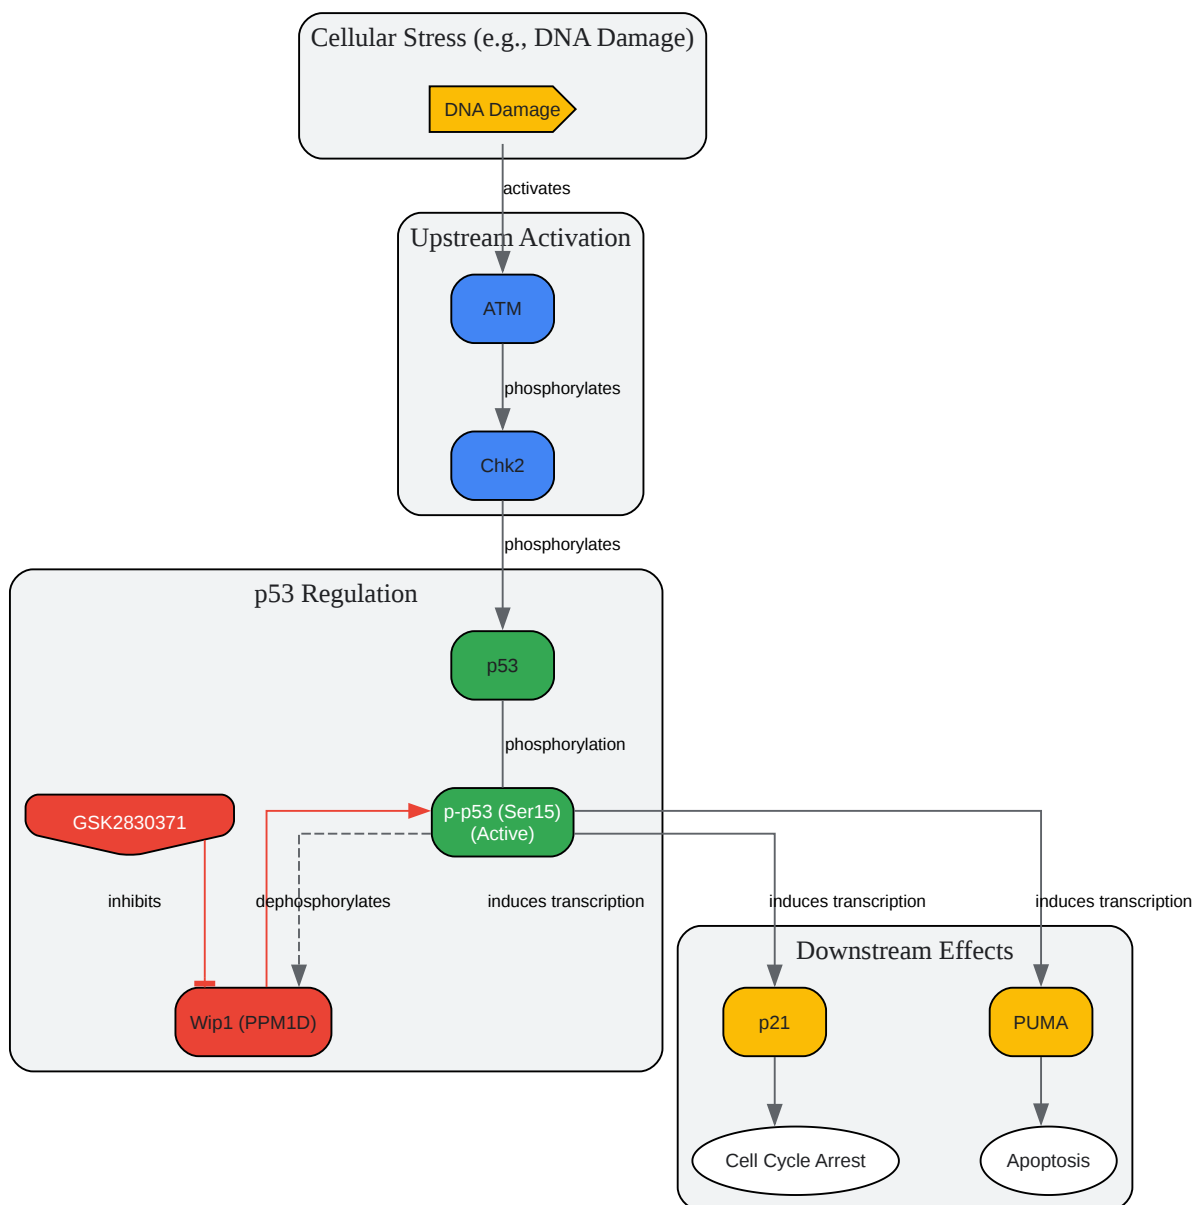 Cellular Stress (e.g., DNA Damage)
DNA Damage
activates
Upstream Activation
ATM
phosphorylates
Chk2
phosphorylates
p53 Regulation
p53
phosphorylation
GSK2830371
p-p53 (Ser15)
(Active)
inhibits
dephosphorylates
induces transcription
induces transcription
induces transcription
Downstream Effects
Wip1 (PPM1D)
p21
PUMA
Cell Cycle Arrest
Apoptosis